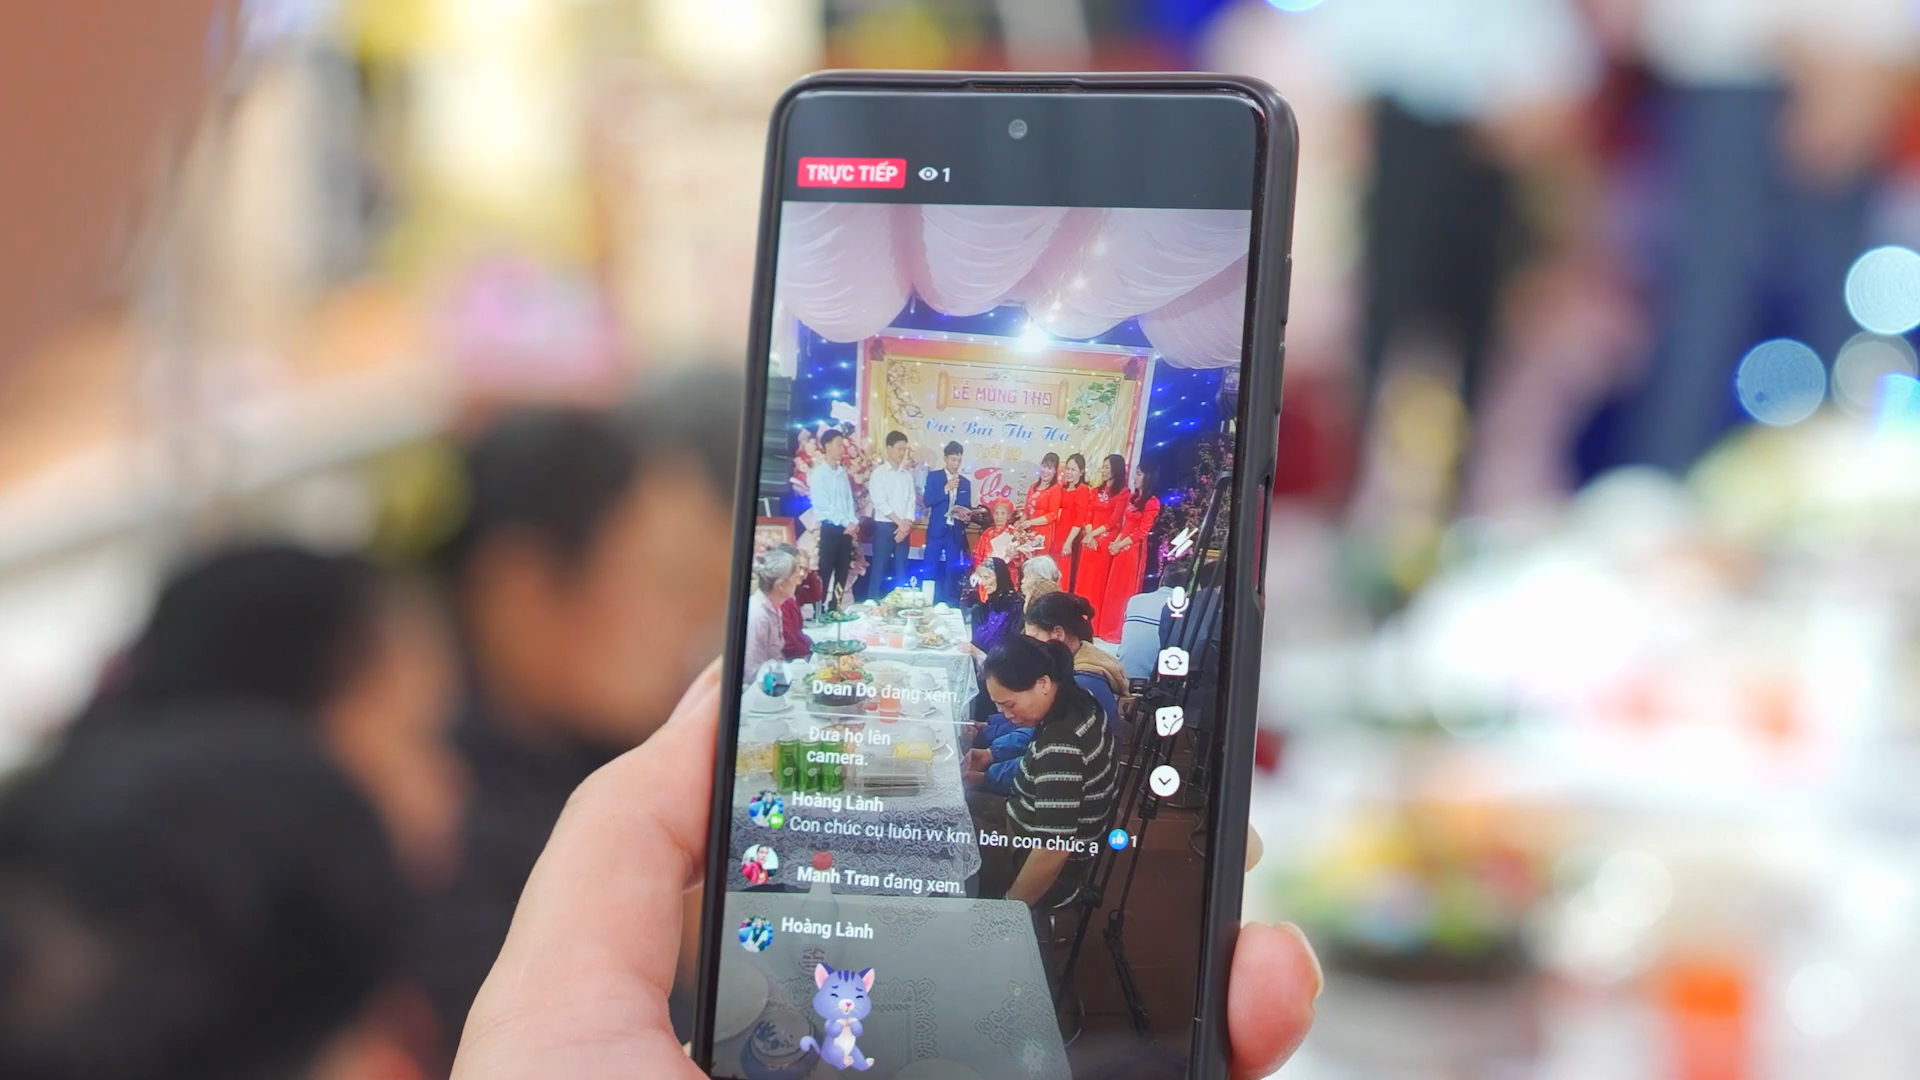 TRỰC TIẾP 1
LỄ MỪNG THỌ
Cụ: Bùi Thị Hà
Thọ
Doan Do đang xem.
Đưa họ lên
camera.
Hoàng Lành
Con chúc cụ luôn vv km bên con chúc ạ 1
Manh Tran đang xem.
Hoàng Lành